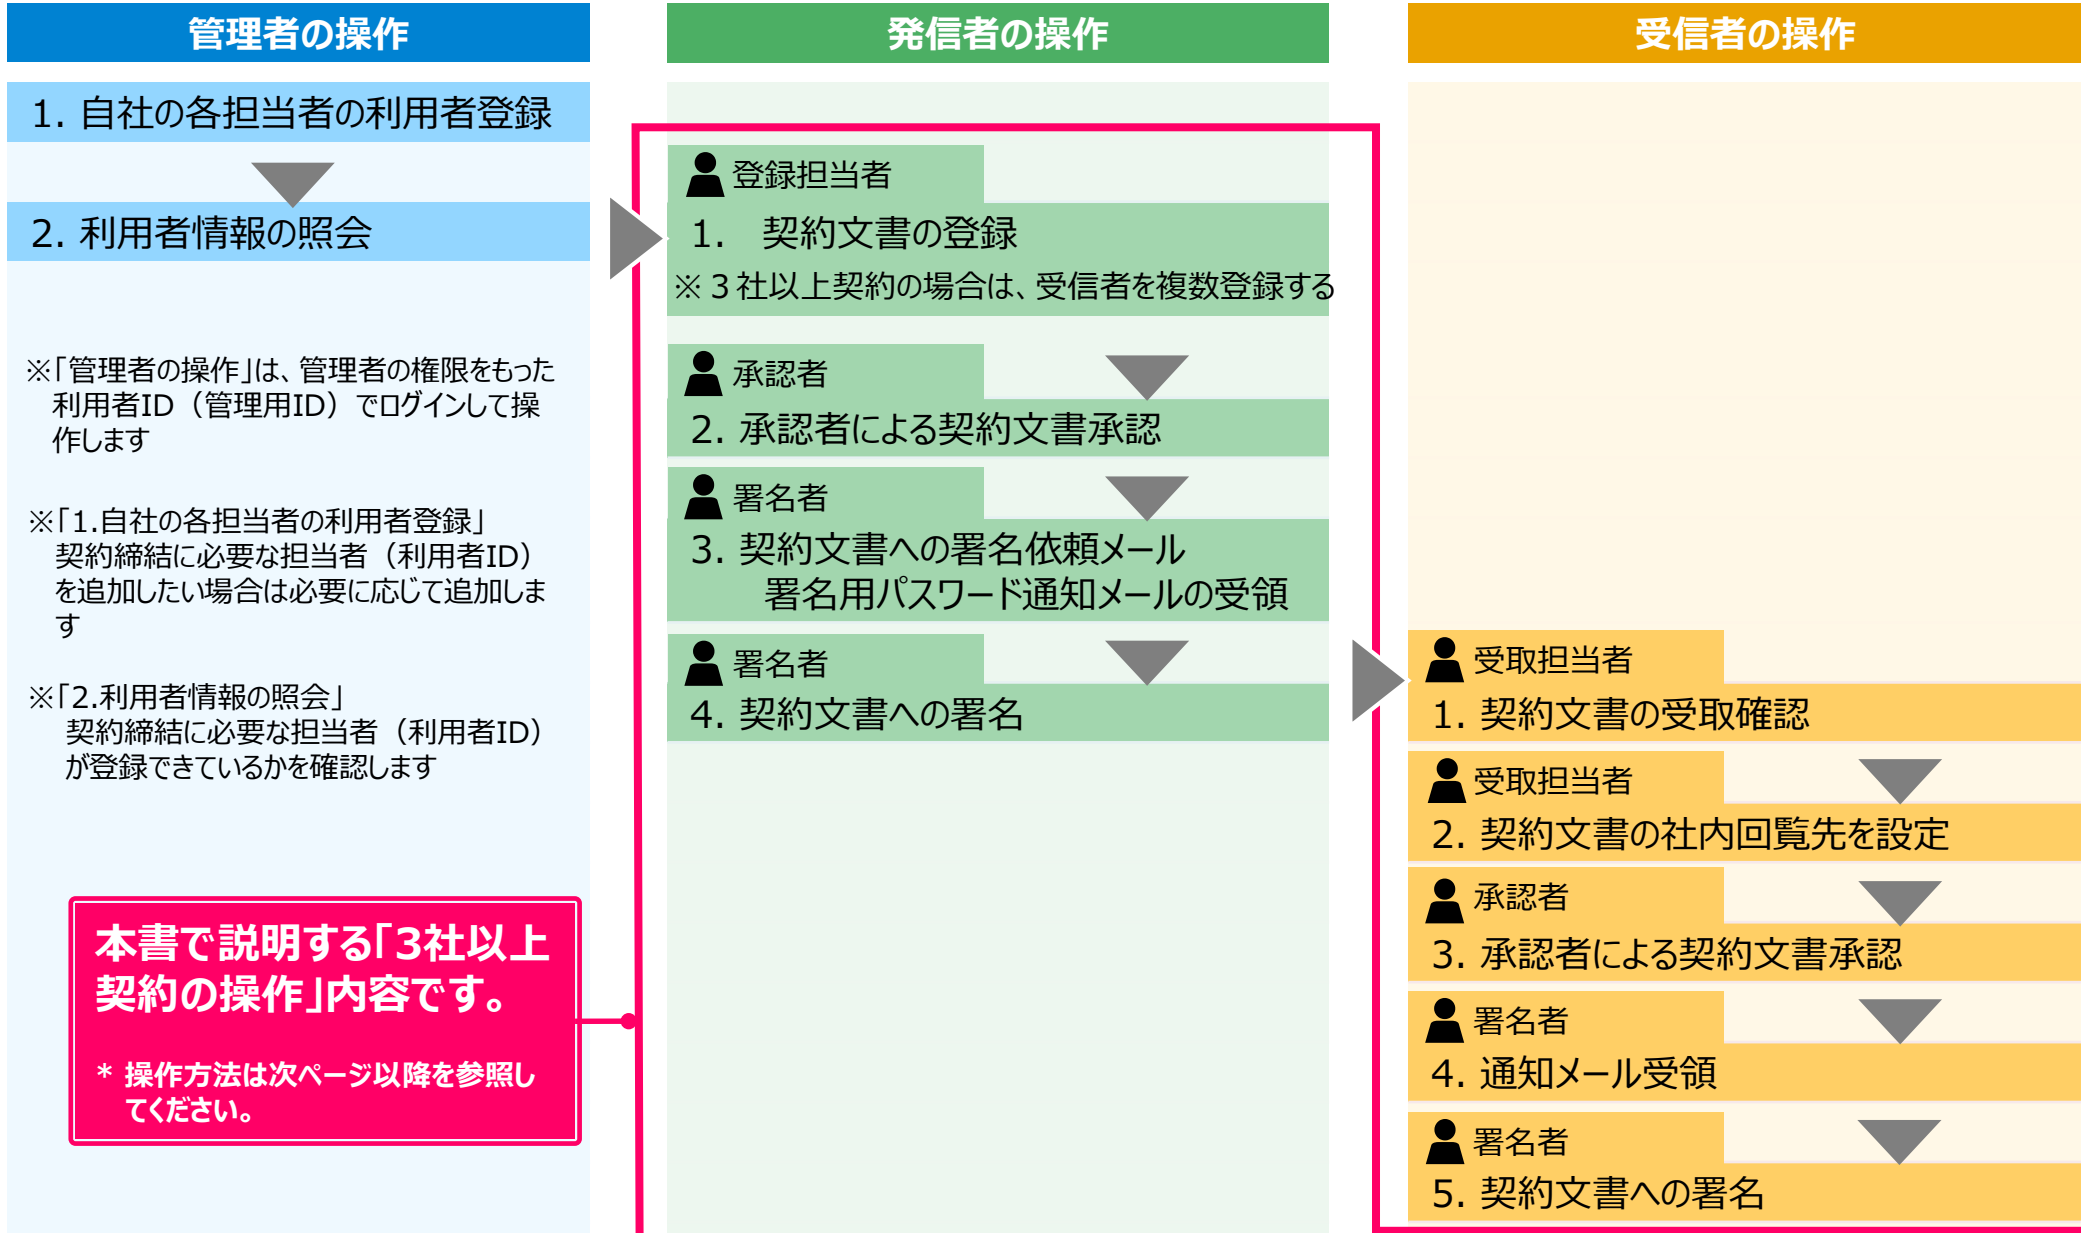 管理者の操作
1. 自社の各担当者の利用者登録
2. 利用者情報の照会
※「管理者の操作」は、管理者の権限をもった
利用者ID（管理用ID）でログインして操
作します
※「1.自社の各担当者の利用者登録」
契約締結に必要な担当者（利用者ID）
を追加したい場合は必要に応じて追加しま
す
※「2.利用者情報の照会」
契約締結に必要な担当者（利用者ID）
が登録できているかを確認します
本書で説明する「3社以上
契約の操作」内容です。
* 操作方法は次ページ以降を参照し
てください。
発信者の操作
登録担当者
1. 契約文書の登録
※３社以上契約の場合は、受信者を複数登録する
承認者
2. 承認者による契約文書承認
署名者
3. 契約文書への署名依頼メール
署名用パスワード通知メールの受領
署名者
4. 契約文書への署名
受信者の操作
受取担当者
1. 契約文書の受取確認
受取担当者
2. 契約文書の社内回覧先を設定
承認者
3. 承認者による契約文書承認
署名者
4. 通知メール受領
署名者
5. 契約文書への署名